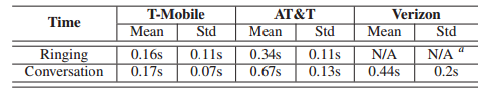 Time T-Mobile AT&T Verizon
Mean Std Mean Std Mean Std
Ringing 0.16s 0.11s 0.34s 0.11s N/A N/A a
Conversation 0.17s 0.07s 0.67s 0.13s 0.44s 0.2s